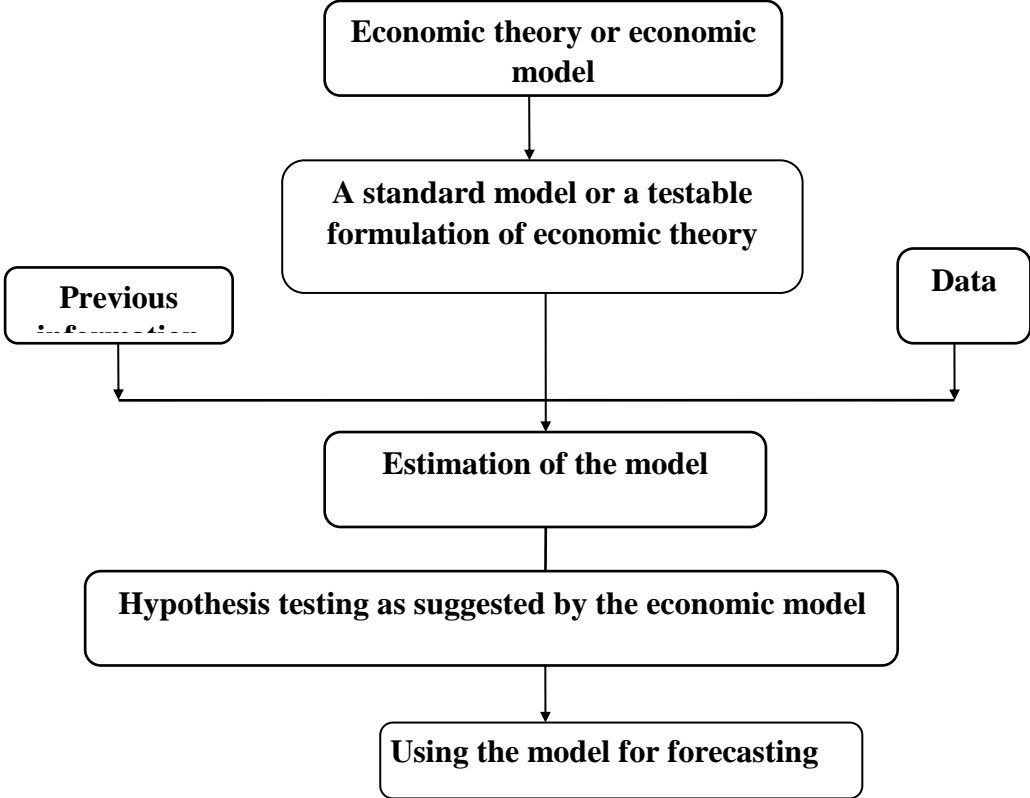 Economic theory or economic
model
A standard model or a testable
formulation of economic theory
Previous
information
Data
Estimation of the model
Hypothesis testing as suggested by the economic model
Using the model for forecasting